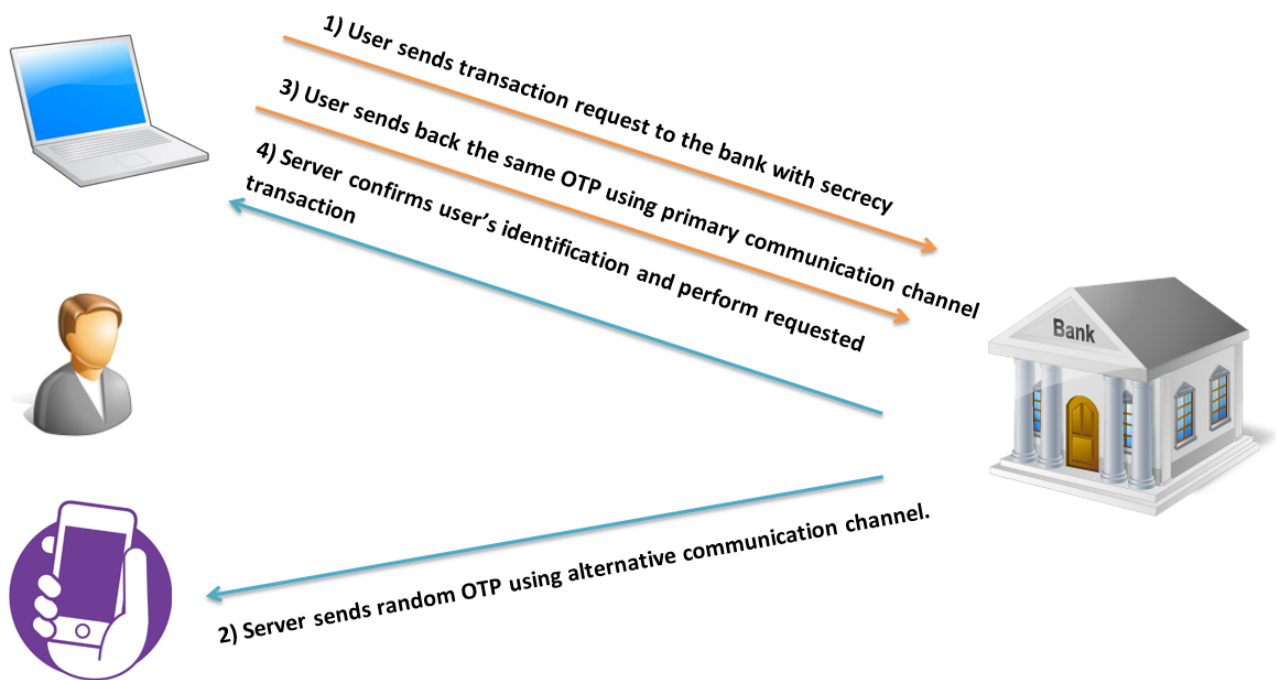 1) User sends transaction request to the bank with secrecy
3) User sends back the same OTP using primary communication channel
4) Server confirms user’s identification and perform requested
transaction
Bank
2) Server sends random OTP using alternative communication channel.